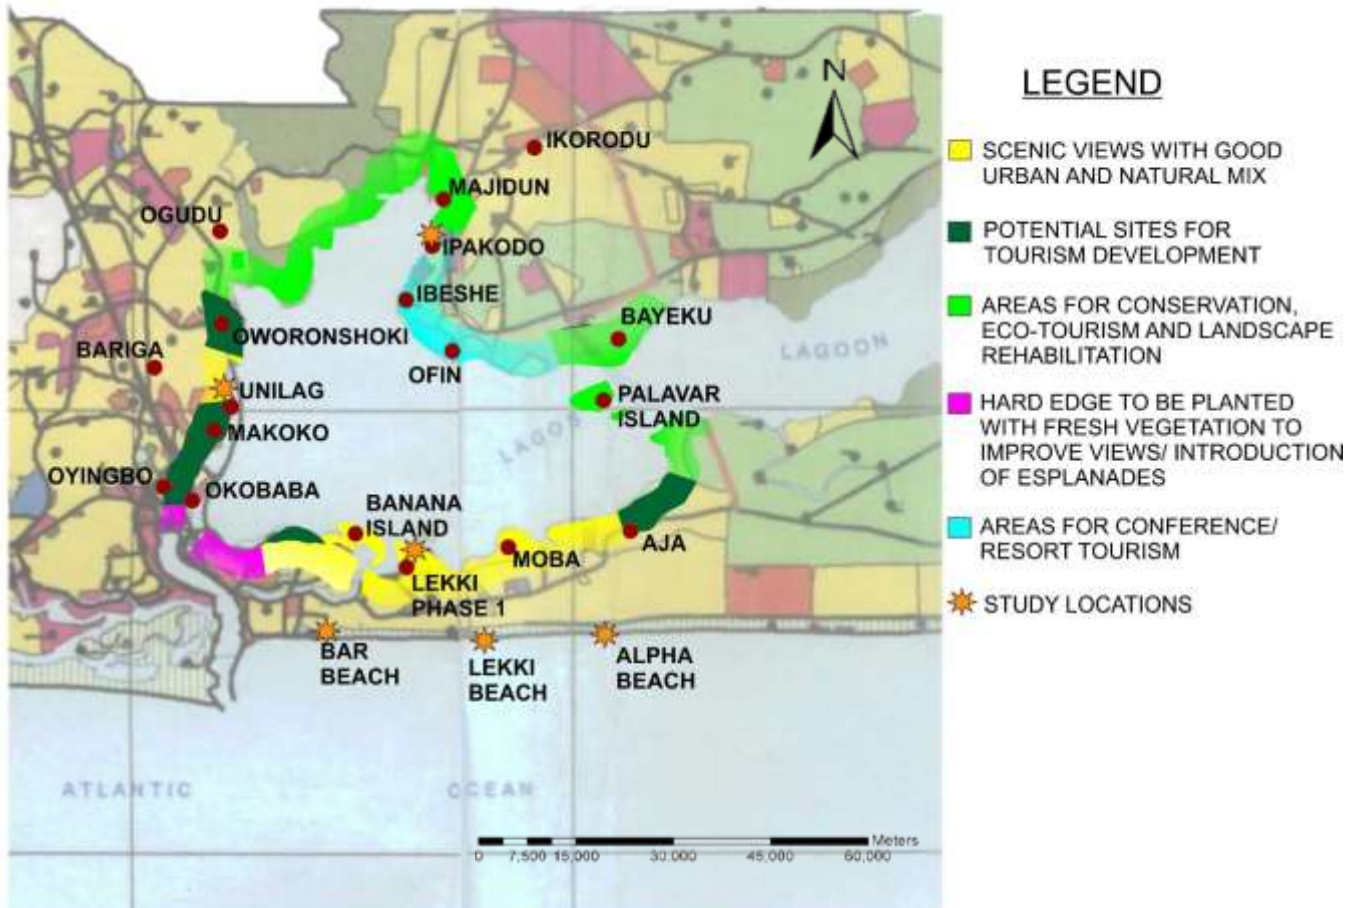 N
IKORODU
MAJIDUN
OGUDU
IPAKODO
IBESHE
BAYEKU
OWORONSHOKI
BARIGA
OFIN
LAGOON
UNILAG
PALAVAR
ISLAND
MAKOKO
LAGOS
OYINGBO
OKOBABA
BANANA
ISLAND
AJA
MOBA
LEKKI
PHASE 1
BAR
BEACH
LEKKI
BEACH
ALPHA
BEACH
ATLANTIC OCEAN
Meters
0 7,500 15,000 30,000 45,000 60,000
LEGEND
SCENIC VIEWS WITH GOOD
URBAN AND NATURAL MIX
POTENTIAL SITES FOR
TOURISM DEVELOPMENT
AREAS FOR CONSERVATION,
ECO-TOURISM AND LANDSCAPE
REHABILITATION
HARD EDGE TO BE PLANTED
WITH FRESH VEGETATION TO
IMPROVE VIEWS/ INTRODUCTION
OF ESPLANADES
AREAS FOR CONFERENCE/
RESORT TOURISM
STUDY LOCATIONS